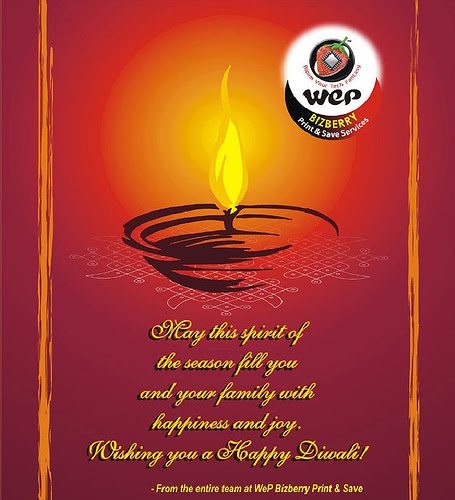 Pluck Your Tech Fantasy
WeP
BIZBERRY
Print & Save Services
May this spirit of
the season fill you
and your family with
happiness and joy.
Wishing you a Happy Diwali!
- From the entire team at WeP Bizberry Print & Save